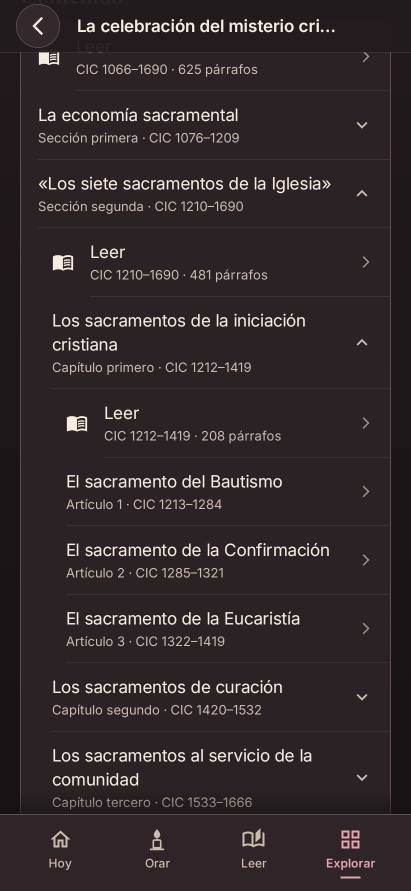 La celebración del misterio cri...
Leer
CIC 1066–1690 · 625 párrafos
La economía sacramental
Sección primera · CIC 1076–1209
«Los siete sacramentos de la Iglesia»
Sección segunda · CIC 1210–1690
Leer
CIC 1210–1690 · 481 párrafos
Los sacramentos de la iniciación
cristiana
Capítulo primero · CIC 1212–1419
Leer
CIC 1212–1419 · 208 párrafos
El sacramento del Bautismo
Artículo 1 · CIC 1213–1284
El sacramento de la Confirmación
Artículo 2 · CIC 1285–1321
El sacramento de la Eucaristía
Artículo 3 · CIC 1322–1419
Los sacramentos de curación
Capítulo segundo · CIC 1420–1532
Los sacramentos al servicio de la
comunidad
Capítulo tercero · CIC 1533–1666
Hoy
Orar
Leer
Explorar